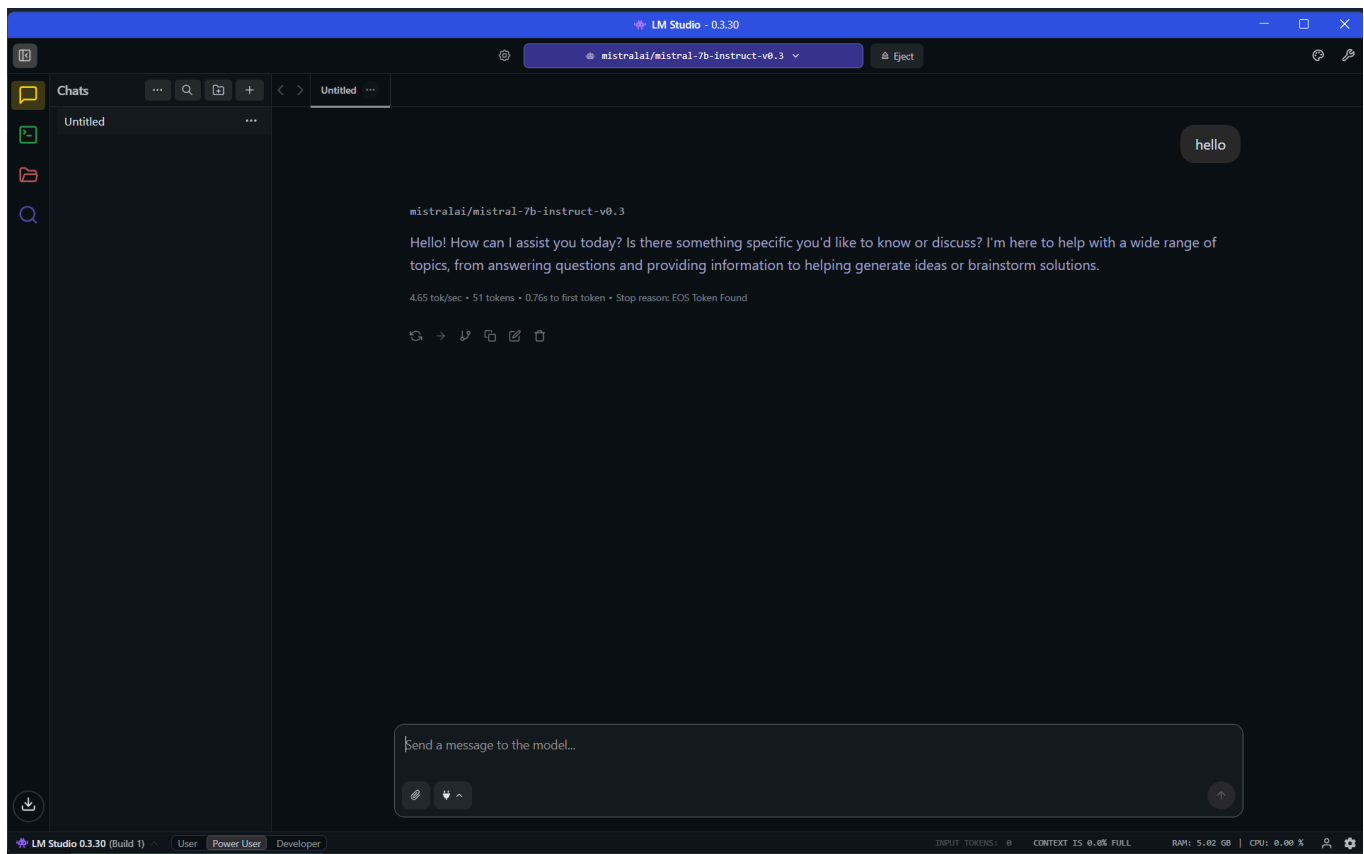 LM Studio - 0.3.30
mistralai/mistral-7b-instruct-v0.3
Eject
Chats
Untitled
Untitled
hello
mistralai/mistral-7b-instruct-v0.3
Hello! How can I assist you today? Is there something specific you'd like to know or discuss? I'm here to help with a wide range of
topics, from answering questions and providing information to helping generate ideas or brainstorm solutions.
4.65 tok/sec • 51 tokens • 0.76s to first token • Stop reason: EOS Token Found
Send a message to the model...
LM Studio 0.3.30 (Build 1)
User
Power User
Developer
INPUT TOKENS: 0
CONTEXT IS 0.0% FULL
RAM: 5.02 GB | CPU: 0.00 %